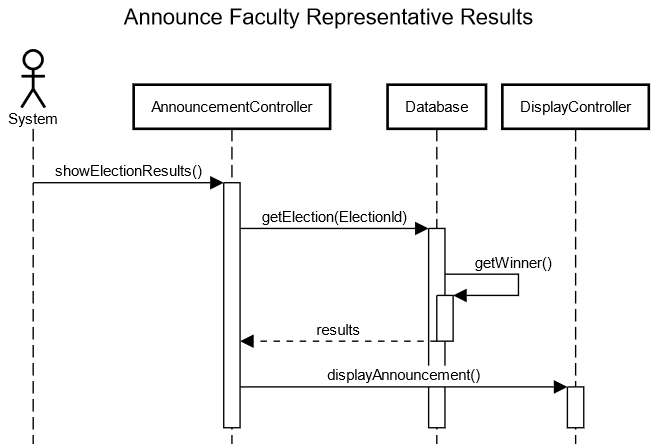 Announce Faculty Representative Results
System
AnnouncementController
Database
DisplayController
showElectionResults()
getElection(ElectionId)
getWinner()
results
displayAnnouncement()